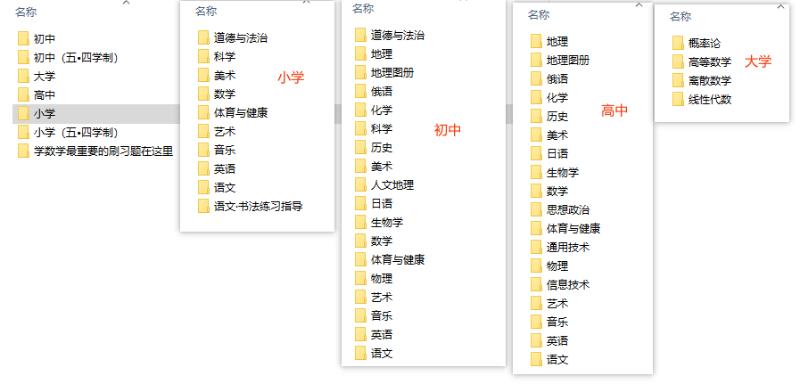 名称
初中
初中（五•四学制）
大学
高中
小学
小学（五•四学制）
学数学最重要的刷习题在这里
名称
道德与法治
科学
美术
数学
体育与健康
艺术
音乐
英语
语文
语文·书法练习指导
小学
名称
道德与法治
地理
地理图册
俄语
化学
科学
历史
美术
人文地理
日语
生物学
数学
体育与健康
物理
艺术
音乐
英语
语文
初中
名称
地理
地理图册
俄语
化学
历史
美术
日语
生物学
数学
思想政治
体育与健康
通用技术
物理
信息技术
艺术
音乐
英语
语文
高中
名称
概率论
高等数学
离散数学
线性代数
大学